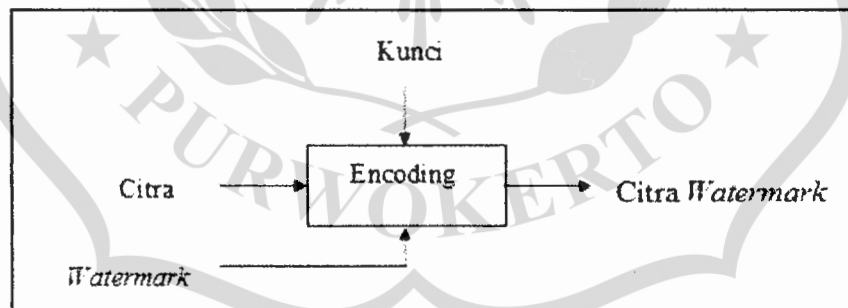 Kunci
Encoding
Citra
Citra Watermark
Watermark
PURWOKERTO